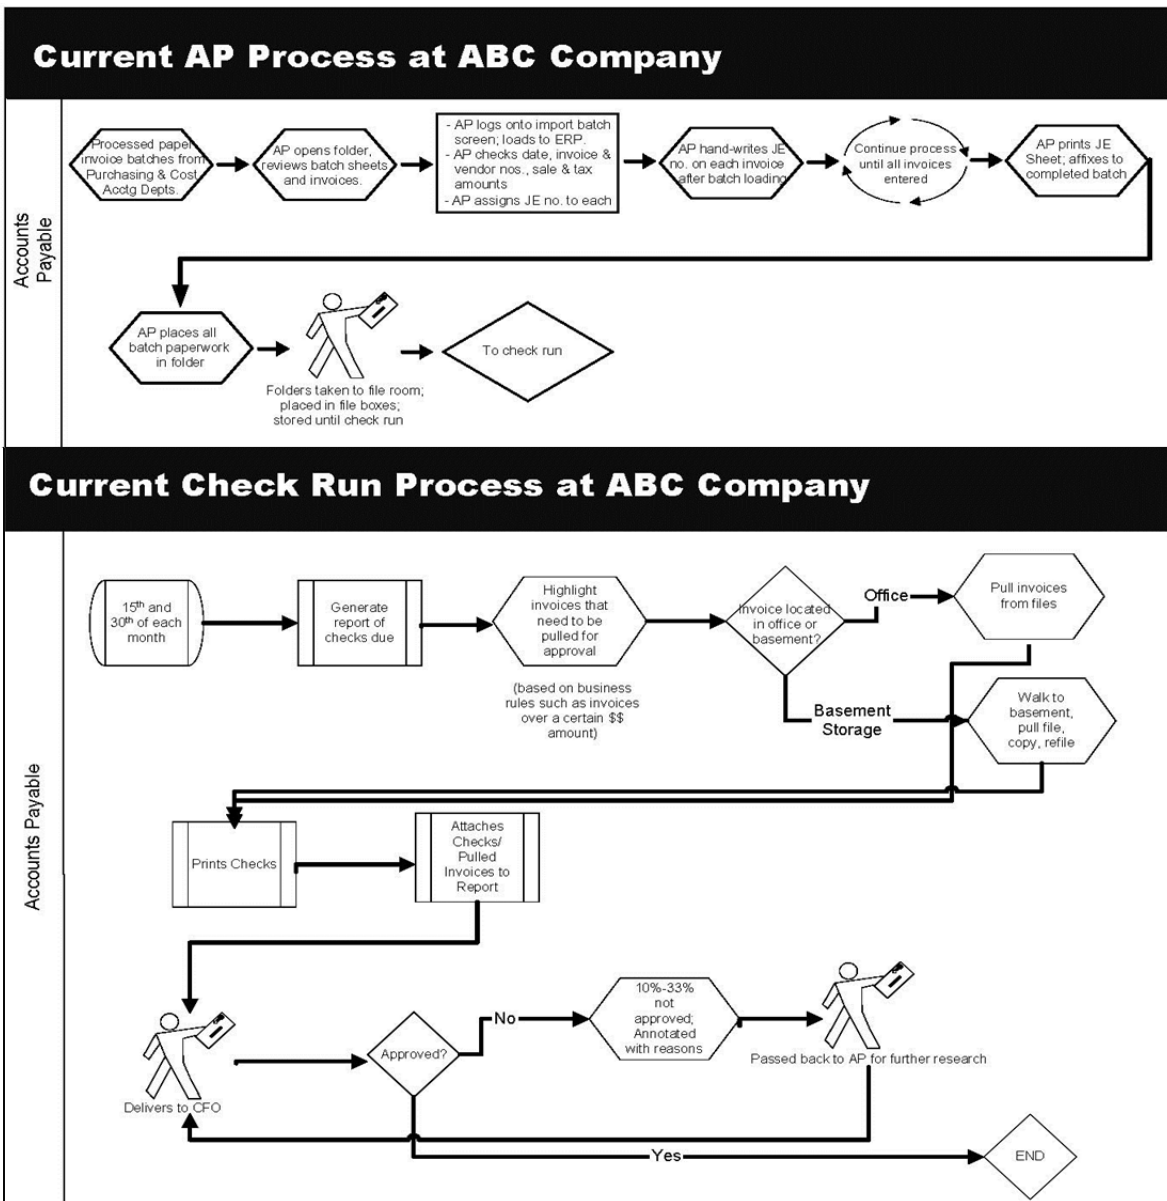 Current AP Process at ABC Company
Accounts
Payable
Processed paper
invoice batches from
Purchasing & Cost
Acctg Depts.
AP opens folder,
reviews batch sheets
and invoices.
- AP logs onto import batch
screen; loads to ERP.
- AP checks date, invoice &
vendor nos., sale & tax
amounts
- AP assigns JE no. to each
AP hand-writes JE
no. on each invoice
after batch loading
Continue process
until all invoices
entered
AP prints JE
Sheet; affixes to
completed batch
AP places all
batch paperwork
in folder
Folders taken to file room;
placed in file boxes;
stored until check run
To check run
Current Check Run Process at ABC Company
Accounts Payable
15th and
30th of each
month
Generate
report of
checks due
Highlight
invoices that
need to be
pulled for
approval
(based on business
rules such as invoices
over a certain $$
amount)
Invoice located
in office or
basement?
Office
Pull invoices
from files
Basement
Storage
Walk to
basement,
pull file,
copy, refile
Prints Checks
Attaches
Checks/
Pulled
Invoices to
Report
Delivers to CFO
Approved?
No
10%-33%
not
approved;
Annotated
with reasons
Passed back to AP for further research
Yes
END